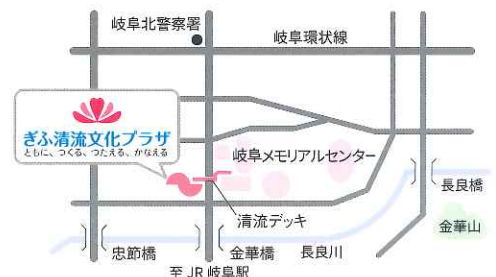 岐阜北警察署
岐阜環状線
ぎふ清流文化プラザ
ともに、つくる、つたえる、かなえる
岐阜メモリアルセンター
長良橋
清流デッキ
金華山
忠節橋
金華橋
長良川
至 JR 岐阜駅